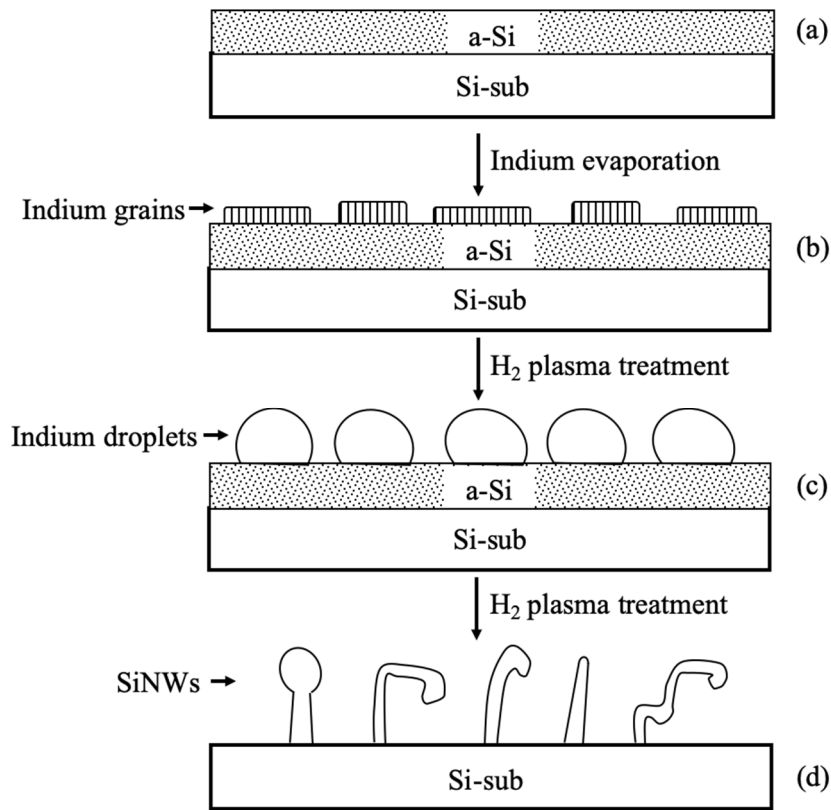 a-Si
(a)
Si-sub
Indium evaporation
Indium grains
a-Si
(b)
Si-sub
H₂ plasma treatment
Indium droplets
a-Si
(c)
Si-sub
H₂ plasma treatment
SiNWs
Si-sub
(d)